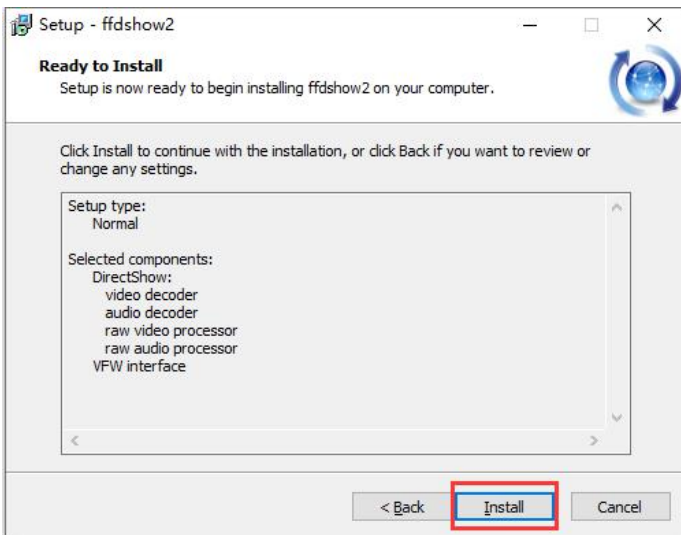 Setup - ffdshow2
Ready to Install
Setup is now ready to begin installing ffdshow2 on your computer.
Click Install to continue with the installation, or click Back if you want to review or
change any settings.
Setup type:
Normal
Selected components:
DirectShow:
video decoder
audio decoder
raw video processor
raw audio processor
VFW interface
< Back
Install
Cancel